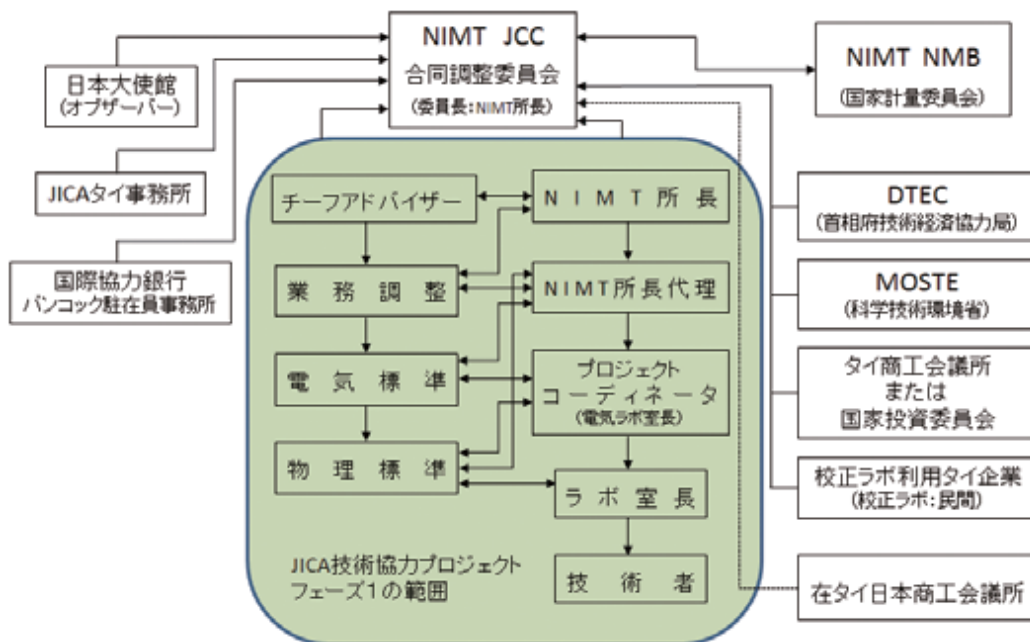 NIMT JCC
合同調整委員会
(委員長:NIMT所長)
日本大使館
(オブザーバー)
JICAタイ事務所
国際協力銀行
バンコック駐在員事務所
NIMT NMB
(国家計量委員会)
DTEC
(首相府技術経済協力局)
MOSTE
(科学技術環境省)
タイ商工会議所
または
国家投資委員会
校正ラボ利用タイ企業
(校正ラボ:民間)
在タイ日本商工会議所
チーフアドバイザー
業務調整
電気標準
物理標準
NIMT所長
NIMT所長代理
プロジェクト
コーディネータ
(電気ラボ室長)
ラボ室長
技術者
JICA技術協力プロジェクト
フェーズ1の範囲